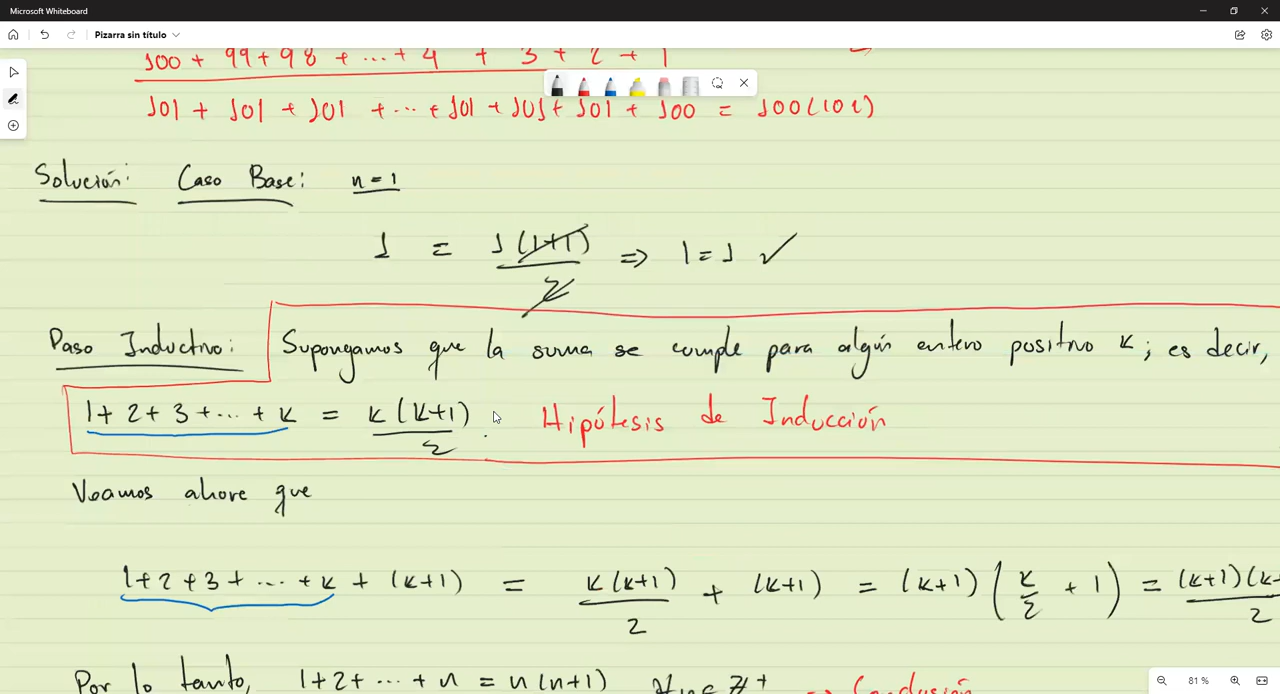 Microsoft Whiteboard
Pizarra sin título
100 + 99 + 98 + ... + 4 + 3 + 2 + 1
101 + 101 + 101 + ... + 101 + 101 + 101 + 100 = 100(101)
Solución: Caso Base: n = 1
1 = 1(1+1)/2 => 1 = 1 ✓
Paso Inductivo: Supongamos que la suma se cumple para algún entero positivo k; es decir,
1 + 2 + 3 + ... + k = k(k+1)/2 . Hipótesis de Inducción
Veamos ahora que
1 + 2 + 3 + ... + k + (k+1) = k(k+1)/2 + (k+1) = (k+1)(k/2 + 1) = (k+1)(k+ /2
Por lo tanto, 1 + 2 + ... + n = n(n+1) ∀ n ∈ Z+ => Conclusión
81 %